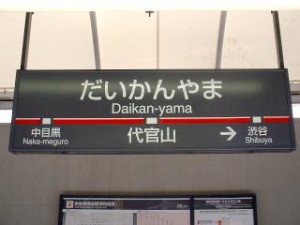 だいかんやま
Daikan-yama
中目黒
Naka-meguro
代官山
→
渋谷
Shibuya